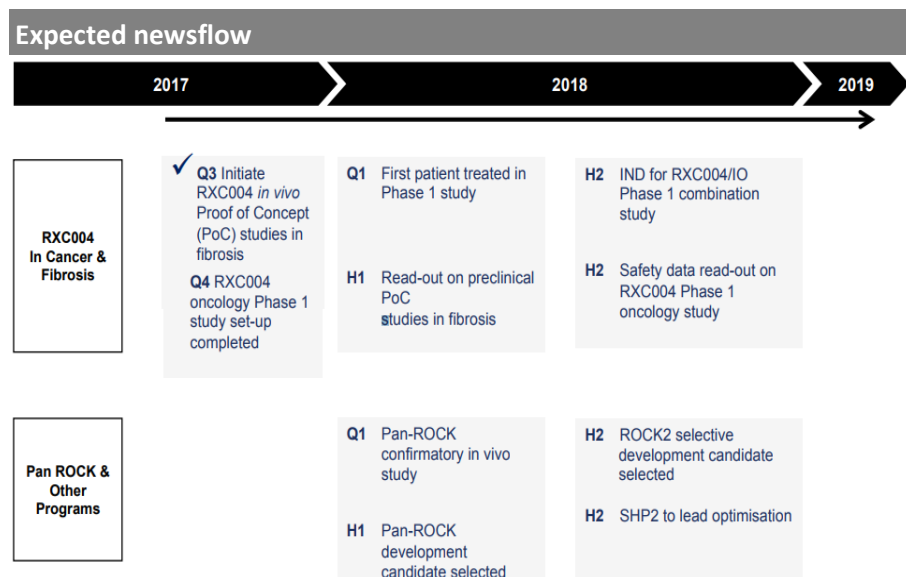 Expected newsflow
2017
2018
2019
RXC004
In Cancer &
Fibrosis
✓ Q3 Initiate
RXC004 in vivo
Proof of Concept
(PoC) studies in
fibrosis
Q4 RXC004
oncology Phase 1
study set-up
completed
Q1 First patient treated in
Phase 1 study
H1 Read-out on preclinical
PoC
studies in fibrosis
H2 IND for RXC004/IO
Phase 1 combination
study
H2 Safety data read-out on
RXC004 Phase 1
oncology study
Pan ROCK &
Other
Programs
Q1 Pan-ROCK
confirmatory in vivo
study
H1 Pan-ROCK
development
candidate selected
H2 ROCK2 selective
development candidate
selected
H2 SHP2 to lead optimisation